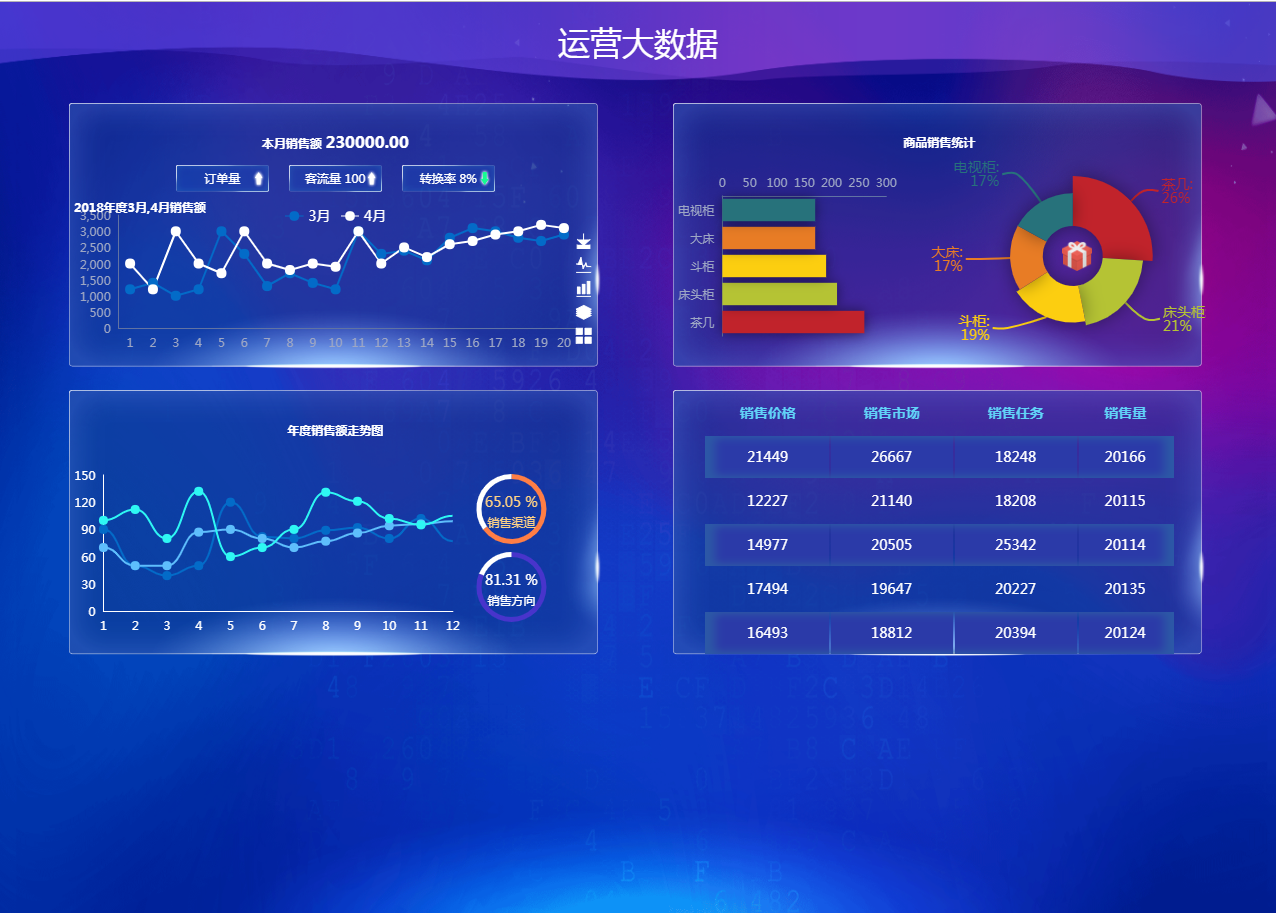 运营大数据
本月销售额 230000.00
订单量 客流量 100 转换率 8%
2018年度3月,4月销售额
3月 4月
3,500
3,000
2,500
2,000
1,500
1,000
500
0
1 2 3 4 5 6 7 8 9 10 11 12 13 14 15 16 17 18 19 20
商品销售统计
0 50 100 150 200 250 300
电视柜
大床
斗柜
床头柜
茶几
电视柜:
17%
茶几:
26%
大床:
17%
斗柜:
19%
床头柜
21%
年度销售额走势图
150
120
90
60
30
0
1 2 3 4 5 6 7 8 9 10 11 12
65.05 %
销售渠道
81.31 %
销售方向
销售价格 销售市场 销售任务 销售量
21449 26667 18248 20166
12227 21140 18208 20115
14977 20505 25342 20114
17494 19647 20227 20135
16493 18812 20394 20124